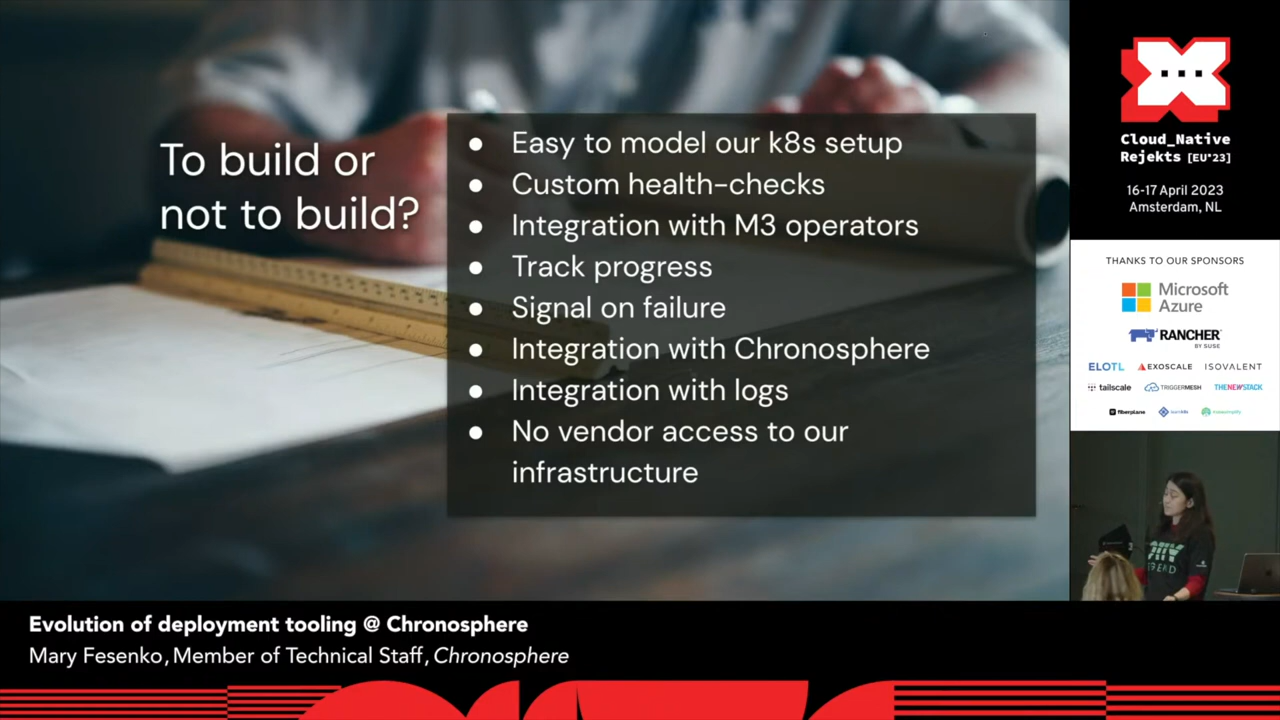 To build or
not to build?
● Easy to model our k8s setup
● Custom health-checks
● Integration with M3 operators
● Track progress
● Signal on failure
● Integration with Chronosphere
● Integration with logs
● No vendor access to our
infrastructure
Cloud_Native
Rejekts [EU'23]
16-17 April 2023
Amsterdam, NL
THANKS TO OUR SPONSORS
Microsoft
Azure
RANCHER
BY SUSE
ELOTL EXOSCALE ISOVALENT
tailscale TRIGGERMESH THENEWSTACK
fiberplane
Evolution of deployment tooling @ Chronosphere
Mary Fesenko, Member of Technical Staff, Chronosphere